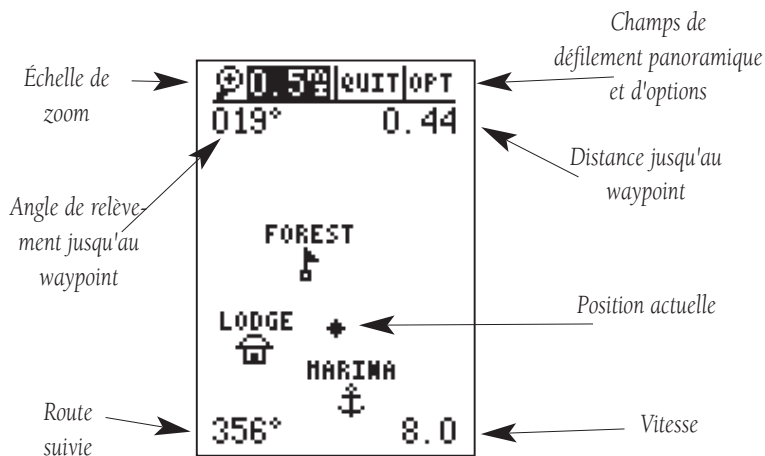 Échelle de
zoom
Champs de
défilement panoramique
et d'options
0.5 mi QUIT OPT
019° 0.44
Distance jusqu'au
waypoint
Angle de relève-
ment jusqu'au
waypoint
FOREST
Position actuelle
LODGE
MARINA
Route
suivie
356° 8.0
Vitesse